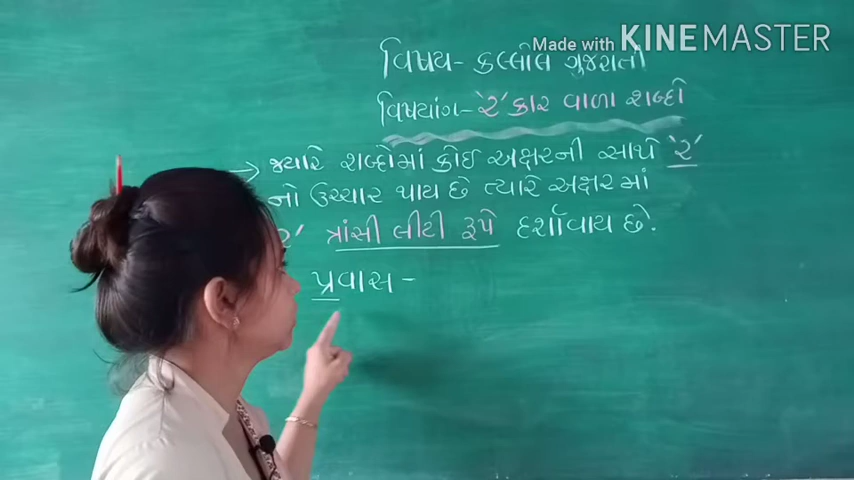 Made with KINEMASTER
વિષય- કલ્લોલ ગુજરાતી
વિષયાંગ- 'ર' કાર વાળા શબ્દો
→ જ્યારે શબ્દોમાં કોઇ અક્ષરની સાથે 'ર'
નો ઉચ્ચાર થાય છે ત્યારે અક્ષરમાં
ર' ત્રાંસી લીટી રૂપે દર્શાવાય છે.
પ્રવાસ-